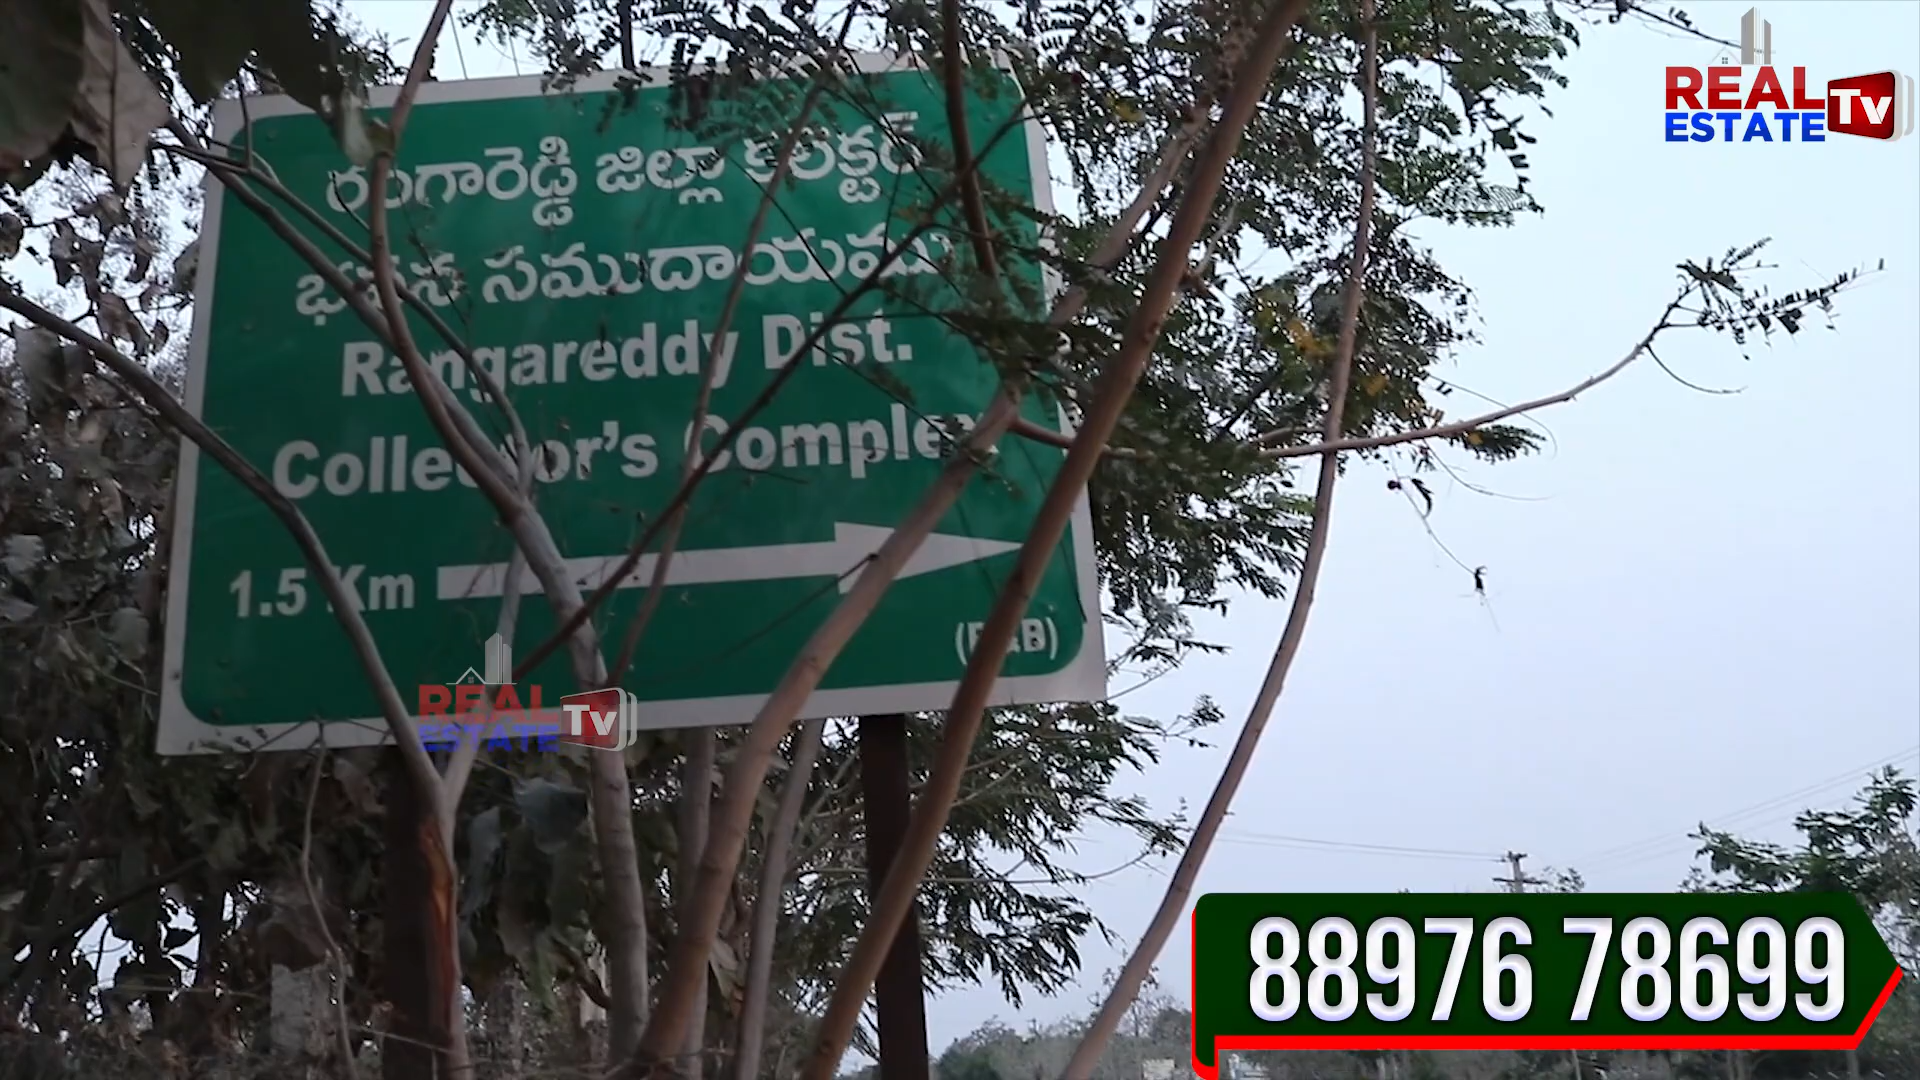 రంగారెడ్డి జిల్లా కలెక్టర్
భవన సముదాయము
Rangareddy Dist.
Collector's Complex
1.5 Km
(R&B)
REAL
ESTATE Tv
REAL
ESTATE Tv
88976 78699